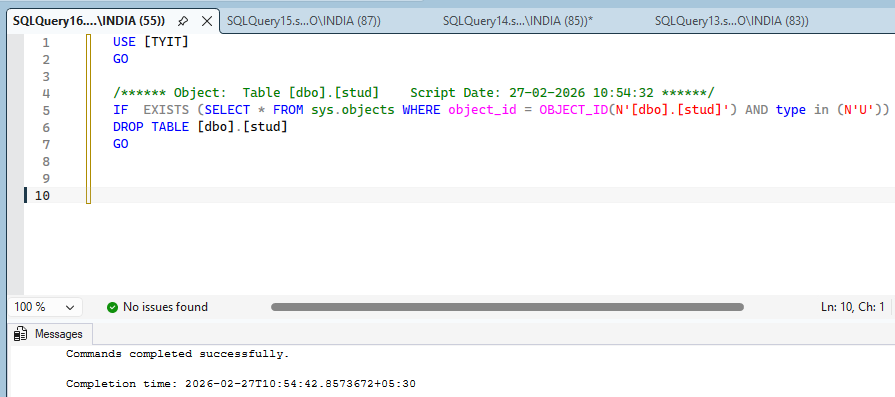 SQLQuery16....\INDIA (55)) SQLQuery15.s...O\INDIA (87)) SQLQuery14.s...\INDIA (85))* SQLQuery13.s...O\INDIA (83))
1 USE [TYIT]
2 GO
3
4 /****** Object:  Table [dbo].[stud]    Script Date: 27-02-2026 10:54:32 ******/
5 IF  EXISTS (SELECT * FROM sys.objects WHERE object_id = OBJECT_ID(N'[dbo].[stud]') AND type in (N'U'))
6 DROP TABLE [dbo].[stud]
7 GO
8
9
10
100 % No issues found Ln: 10, Ch: 1
Messages
Commands completed successfully.
Completion time: 2026-02-27T10:54:42.8573672+05:30